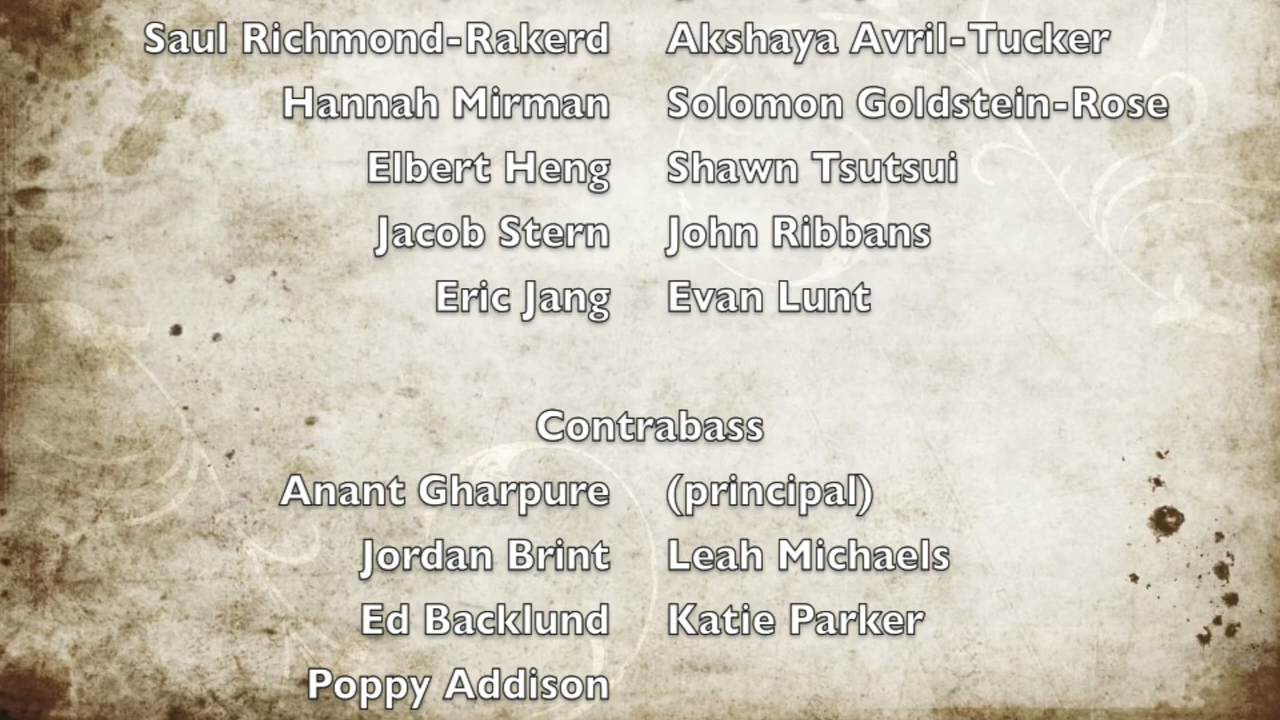 Saul Richmond-Rakerd Akshaya Avril-Tucker
Hannah Mirman Solomon Goldstein-Rose
Elbert Heng Shawn Tsutsui
Jacob Stern John Ribbans
Eric Jang Evan Lunt
Contrabass
Anant Gharpure (principal)
Jordan Brint Leah Michaels
Ed Backlund Katie Parker
Poppy Addison